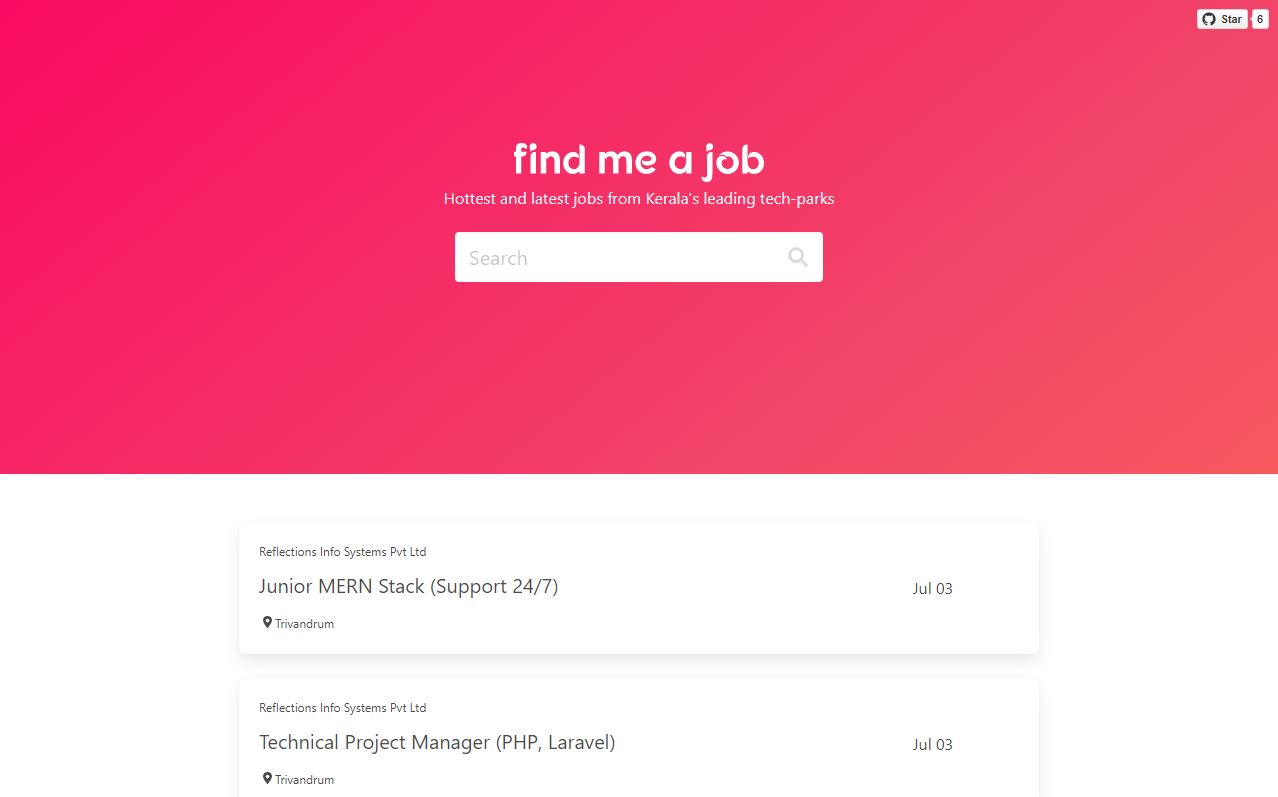 Star 6
find me a job
Hottest and latest jobs from Kerala's leading tech-parks
Search
Reflections Info Systems Pvt Ltd
Junior MERN Stack (Support 24/7)
Jul 03
Trivandrum
Reflections Info Systems Pvt Ltd
Technical Project Manager (PHP, Laravel)
Jul 03
Trivandrum